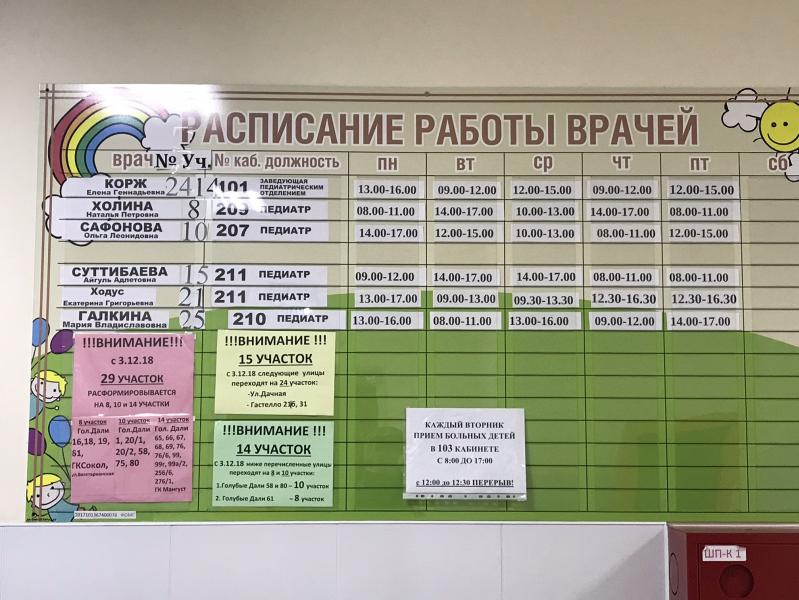 РАСПИСАНИЕ РАБОТЫ ВРАЧЕЙ
врач № Уч. № каб. должность пн вт ср чт пт сб
КОРЖ Елена Геннадьевна 24 14 101 ЗАВЕДУЮЩАЯ ПЕДИАТРИЧЕСКИМ ОТДЕЛЕНИЕМ 13.00-16.00 09.00-12.00 12.00-15.00 09.00-12.00 12.00-15.00
ХОЛИНА Наталья Петровна 8 209 ПЕДИАТР 08.00-11.00 14.00-17.00 10.00-13.00 14.00-17.00 08.00-11.00
САФОНОВА Ольга Леонидовна 10 207 ПЕДИАТР 14.00-17.00 12.00-15.00 10.00-13.00 08.00-11.00 12.00-15.00
СУТТИБАЕВА Айгуль Адлетовна 15 211 ПЕДИАТР 09.00-12.00 14.00-17.00 14.00-17.00 08.00-11.00 08.00-11.00
Ходус Екатерина Григорьевна 21 211 ПЕДИАТР 13.00-17.00 09.00-13.00 09.30-13.30 12.30-16.30 12.30-16.30
ГАЛКИНА Мария Владиславовна 25 210 ПЕДИАТР 13.00-16.00 08.00-11.00 13.00-16.00 09.00-12.00 14.00-17.00
!!!ВНИМАНИЕ!!!
с 3.12.18
29 УЧАСТОК
РАСФОРМИРОВЫВАЕТСЯ
НА 8, 10 и 14 УЧАСТКИ
8 участок 10 участок 14 участок
Гол.Дали Гол.Дали Гол. Дали
16,18, 19, 1, 20/1, 65, 66, 67,
61, 20/2, 58, 68, 69, 76,
ГКСокол, 75, 80 76/6, 99,
99г, 99а/2,
256/6,
276/1,
ГК Мангуст
!!!ВНИМАНИЕ !!!
15 УЧАСТОК
с 3.12.18 следующие улицы
переходят на 24 участок:
-Ул.Дачная
- Гастелло 21б, 31
!!!ВНИМАНИЕ !!!
14 УЧАСТОК
С 3.12.18 ниже перечисленные улицы
переходят на 8 и 10 участки:
1.Голубые Дали 58 и 80 – 10 участок
2. Голубые Дали 61 – 8 участок
КАЖДЫЙ ВТОРНИК
ПРИЕМ БОЛЬНЫХ ДЕТЕЙ
В 103 КАБИНЕТЕ
С 8:00 ДО 17:00
с 12:00 до 12:30 ПЕРЕРЫВ!
ШП-К 1